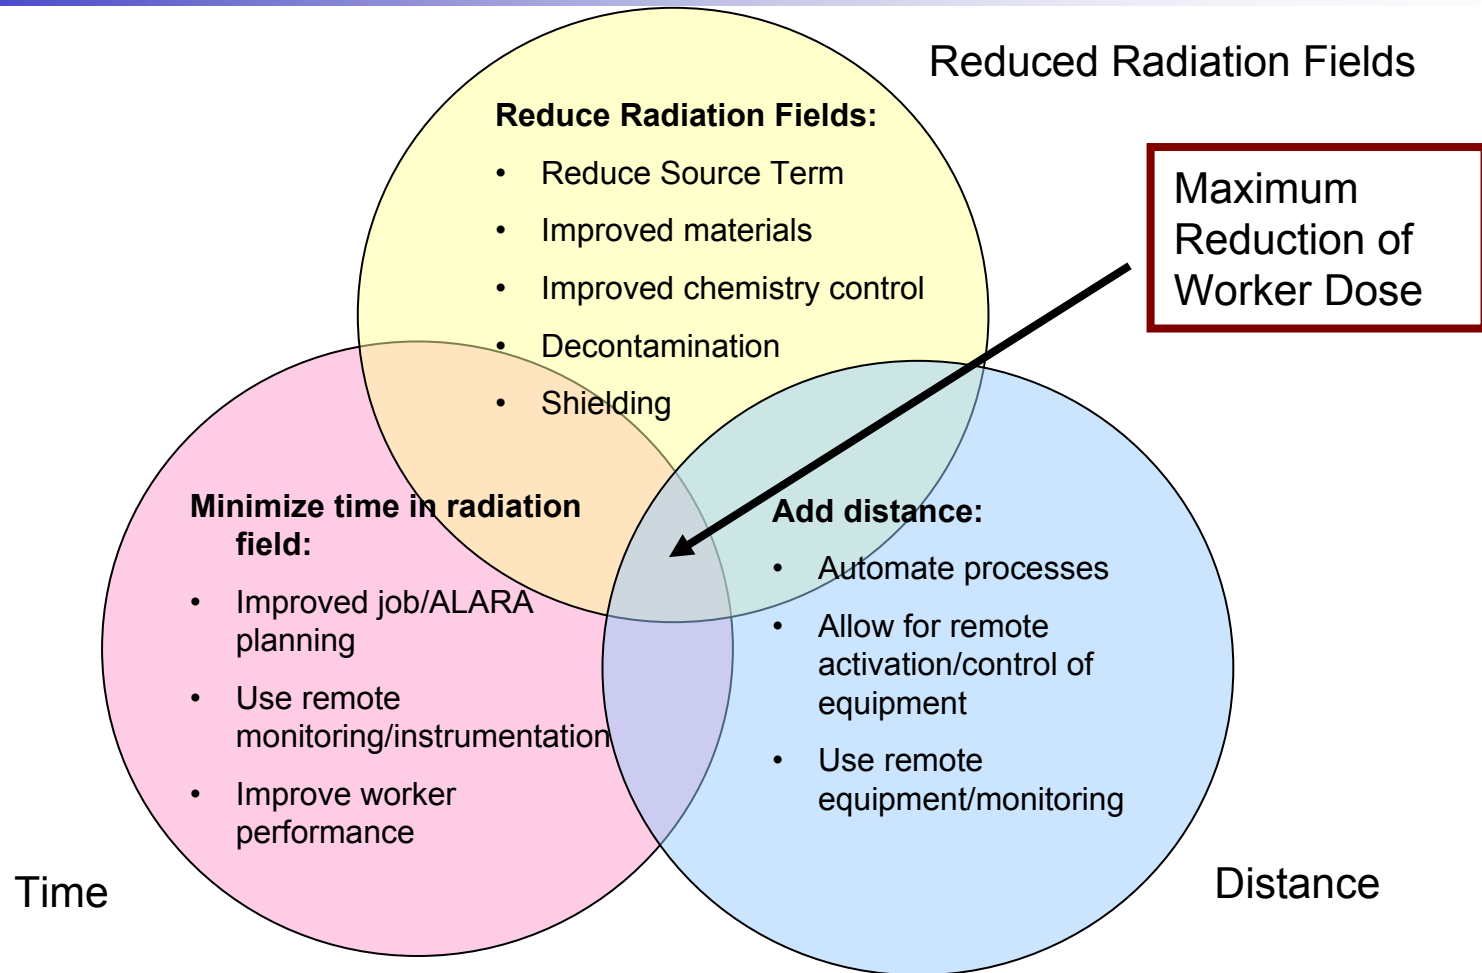 Reduced Radiation Fields
Reduce Radiation Fields:
• Reduce Source Term
• Improved materials
• Improved chemistry control
• Decontamination
• Shielding
Maximum
Reduction of
Worker Dose
Minimize time in radiation
field:
• Improved job/ALARA
planning
• Use remote
monitoring/instrumentation
• Improve worker
performance
Add distance:
• Automate processes
• Allow for remote
activation/control of
equipment
• Use remote
equipment/monitoring
Time
Distance